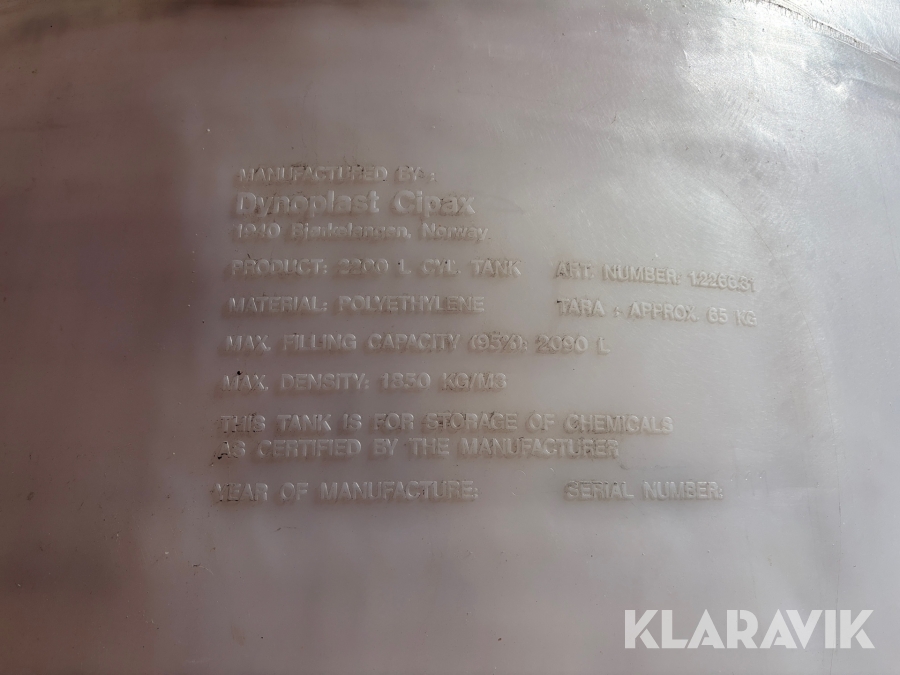 MANUFACTURED BY:
Dynoplast Cipax
1940 Bjørkelangen, Norway
PRODUCT: 2200 L CYL. TANK ART. NUMBER:
MATERIAL: POLYETHYLENE TARA : APPROX. 65 KG
MAX. FILLING CAPACITY (95%): 2090 L
MAX. DENSITY: 1350 KG/M3
THIS TANK IS FOR STORAGE OF CHEMICALS
AS CERTIFIED BY THE MANUFACTURER
YEAR OF MANUFACTURE: SERIAL NUMBER:
KLARAVIK